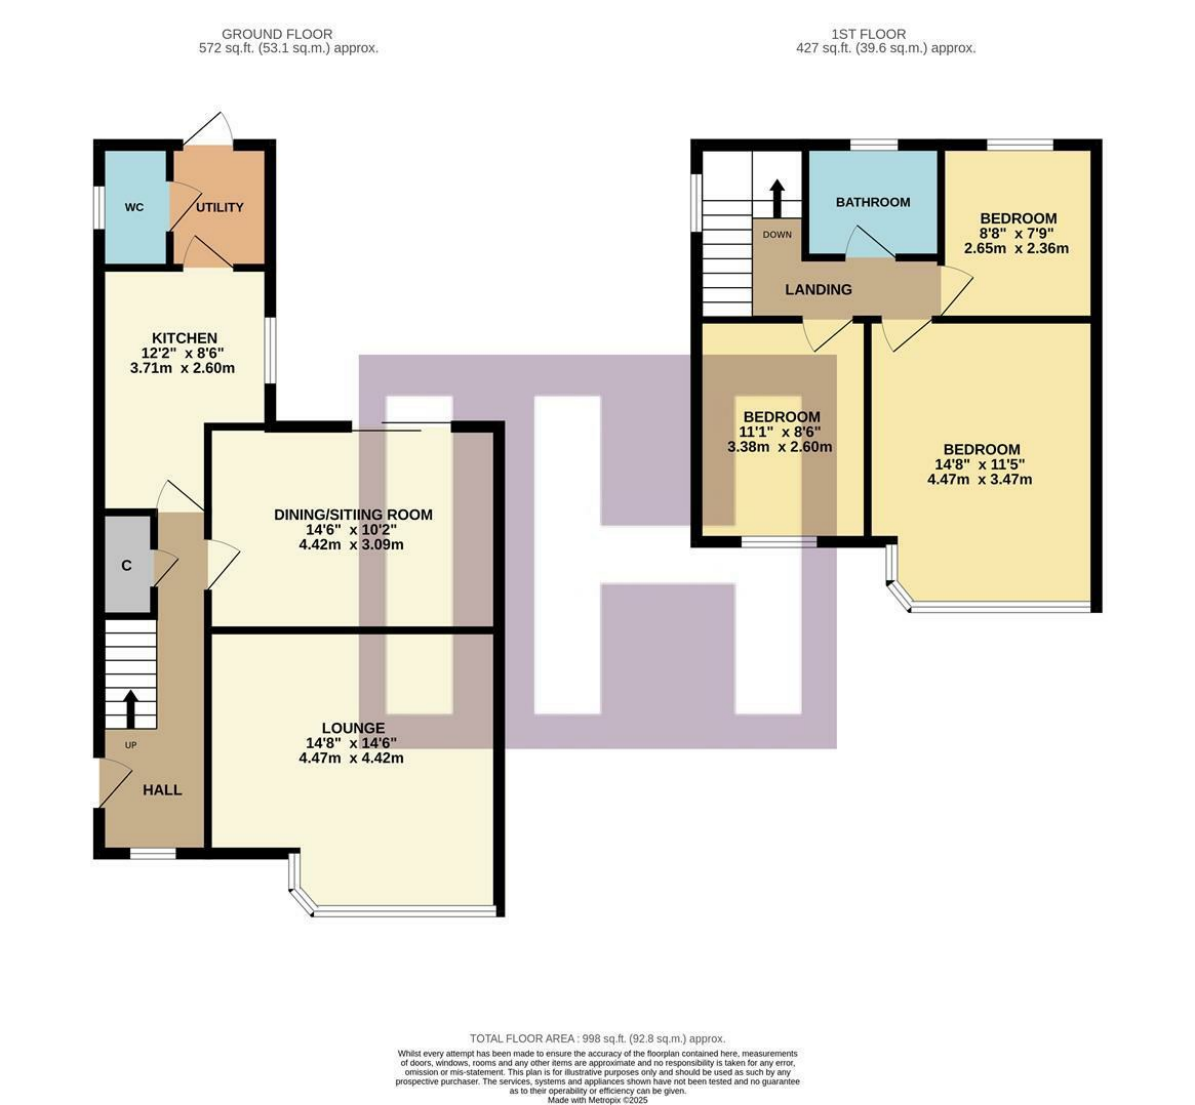 GROUND FLOOR
572 sq.ft. (53.1 sq.m.) approx.
1ST FLOOR
427 sq.ft. (39.6 sq.m.) approx.
WC
UTILITY
KITCHEN
12'2" x 8'6"
3.71m x 2.60m
DINING/SITIING ROOM
14'6" x 10'2"
4.42m x 3.09m
C
LOUNGE
14'8" x 14'6"
4.47m x 4.42m
UP
HALL
BATHROOM
BEDROOM
8'8" x 7'9"
2.65m x 2.36m
DOWN
LANDING
BEDROOM
11'1" x 8'6"
3.38m x 2.60m
BEDROOM
14'8" x 11'5"
4.47m x 3.47m
TOTAL FLOOR AREA : 998 sq.ft. (92.8 sq.m.) approx.
Whilst every attempt has been made to ensure the accuracy of the floorplan contained here, measurements
of doors, windows, rooms and any other items are approximate and no responsibility is taken for any error,
omission or mis-statement. This plan is for illustrative purposes only and should be used as such by any
prospective purchaser. The services, systems and appliances shown have not been tested and no guarantee
as to their operability or efficiency can be given.
Made with Metropix ©2025